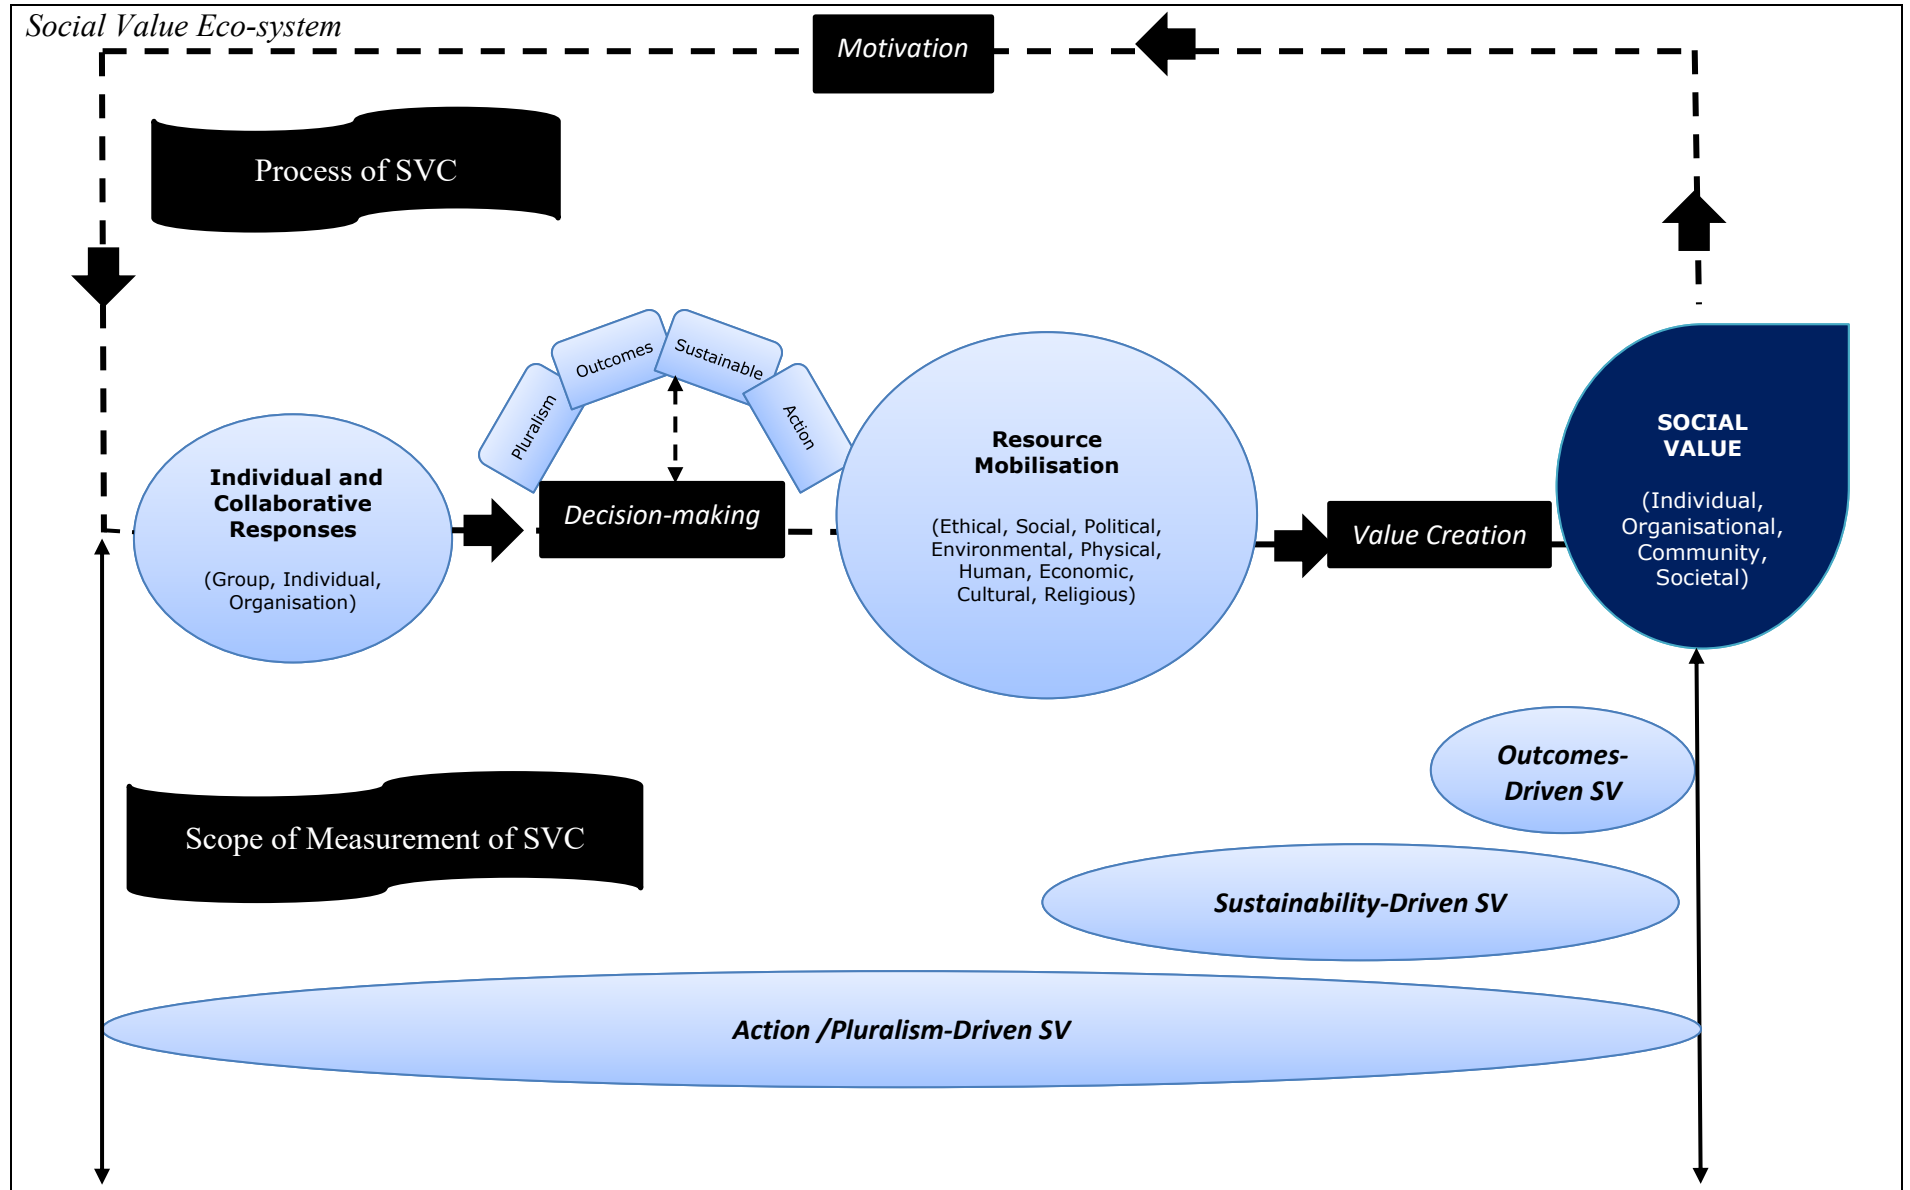 Social Value Eco-system
Motivation
Process of SVC
Pluralism
Outcomes
Sustainable
Action
Individual and
Collaborative
Responses
(Group, Individual,
Organisation)
Decision-making
Resource
Mobilisation
(Ethical, Social, Political,
Environmental, Physical,
Human, Economic,
Cultural, Religious)
Value Creation
SOCIAL
VALUE
(Individual,
Organisational,
Community,
Societal)
Outcomes-
Driven SV
Scope of Measurement of SVC
Sustainability-Driven SV
Action /Pluralism-Driven SV